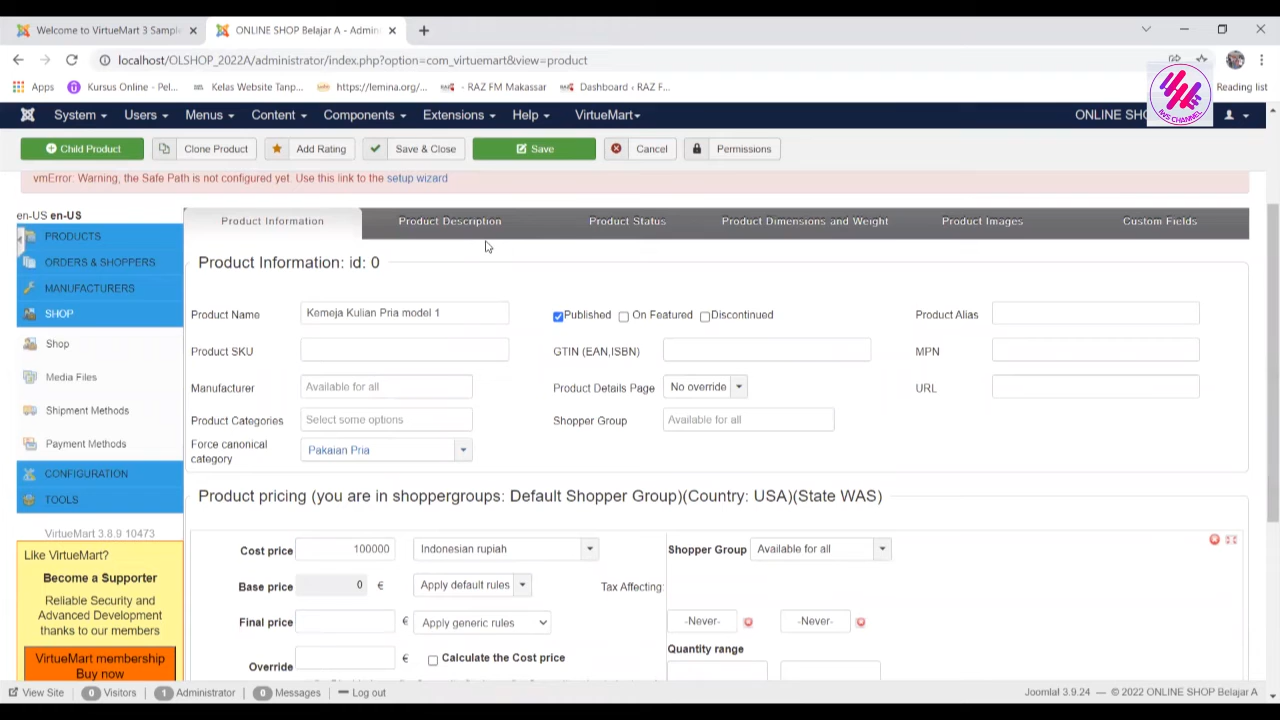 Welcome to VirtueMart 3 Sampl
ONLINE SHOP Belajar A - Admin
localhost/OLSHOP_2022A/administrator/index.php?option=com_virtuemart&view=product
Apps
Kursus Online - Pel...
Kelas Website Tanp...
https://lemina.org/...
- RAZ FM Makassar
Dashboard ‹ RAZ F...
Reading list
System
Users
Menus
Content
Components
Extensions
Help
VirtueMart
ONLINE SH
IWS CHANNEL
Child Product
Clone Product
Add Rating
Save & Close
Save
Cancel
Permissions
vmError: Warning, the Safe Path is not configured yet. Use this link to the setup wizard
en-US en-US
PRODUCTS
ORDERS & SHOPPERS
MANUFACTURERS
SHOP
Shop
Media Files
Shipment Methods
Payment Methods
CONFIGURATION
TOOLS
VirtueMart 3.8.9 10473
Like VirtueMart?
Become a Supporter
Reliable Security and
Advanced Development
thanks to our members
VirtueMart membership
Buy now
Product Information
Product Description
Product Status
Product Dimensions and Weight
Product Images
Custom Fields
Product Information: id: 0
Product Name
Kemeja Kulian Pria model 1
Published
On Featured
Discontinued
Product Alias
Product SKU
GTIN (EAN,ISBN)
MPN
Manufacturer
Available for all
Product Details Page
No override
URL
Product Categories
Select some options
Shopper Group
Available for all
Force canonical
category
Pakaian Pria
Product pricing (you are in shoppergroups: Default Shopper Group)(Country: USA)(State WAS)
Cost price
100000
Indonesian rupiah
Shopper Group
Available for all
Base price
0
€
Apply default rules
Tax Affecting:
Final price
€
Apply generic rules
-Never-
-Never-
Quantity range
Override
€
Calculate the Cost price
View Site
0 Visitors
1 Administrator
0 Messages
Log out
Joomla! 3.9.24 — © 2022 ONLINE SHOP Belajar A